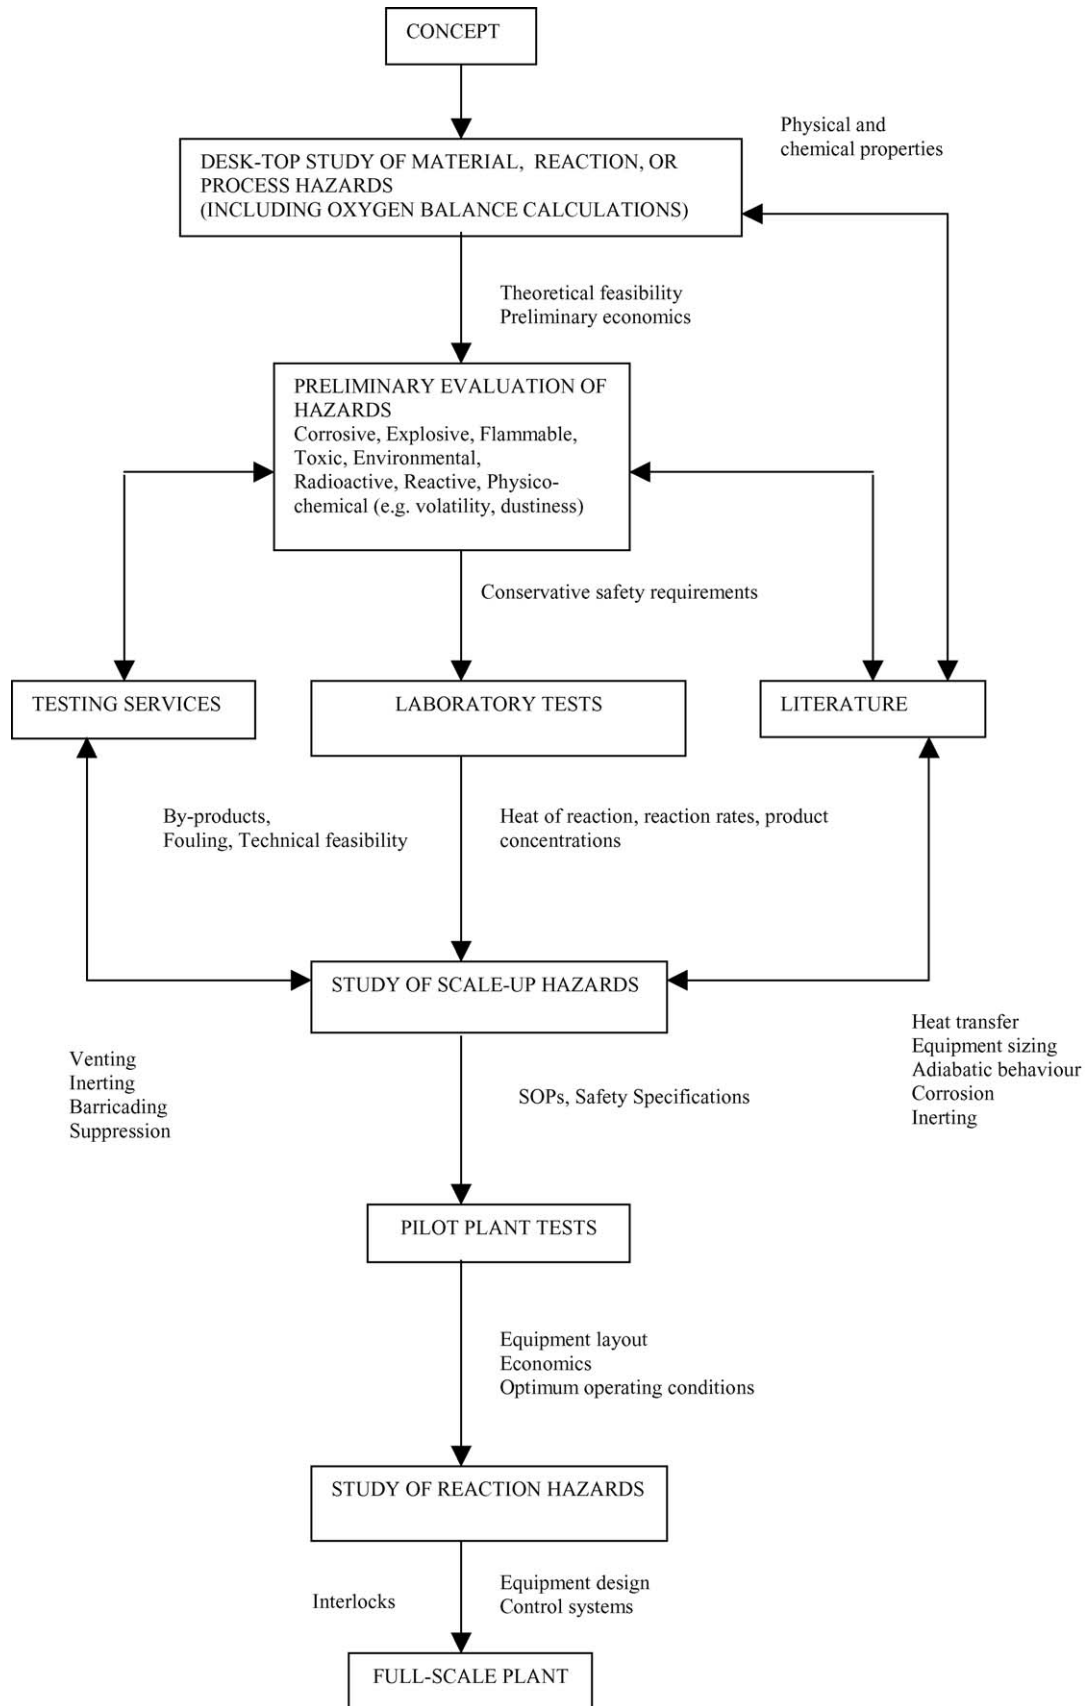 CONCEPT
Physical and
chemical properties
DESK-TOP STUDY OF MATERIAL, REACTION, OR
PROCESS HAZARDS
(INCLUDING OXYGEN BALANCE CALCULATIONS)
Theoretical feasibility
Preliminary economics
PRELIMINARY EVALUATION OF
HAZARDS
Corrosive, Explosive, Flammable,
Toxic, Environmental,
Radioactive, Reactive, Physico-
chemical (e.g. volatility, dustiness)
Conservative safety requirements
TESTING SERVICES
LABORATORY TESTS
LITERATURE
By-products,
Fouling, Technical feasibility
Heat of reaction, reaction rates, product
concentrations
STUDY OF SCALE-UP HAZARDS
Venting
Inerting
Barricading
Suppression
SOPs, Safety Specifications
Heat transfer
Equipment sizing
Adiabatic behaviour
Corrosion
Inerting
PILOT PLANT TESTS
Equipment layout
Economics
Optimum operating conditions
STUDY OF REACTION HAZARDS
Interlocks
Equipment design
Control systems
FULL-SCALE PLANT